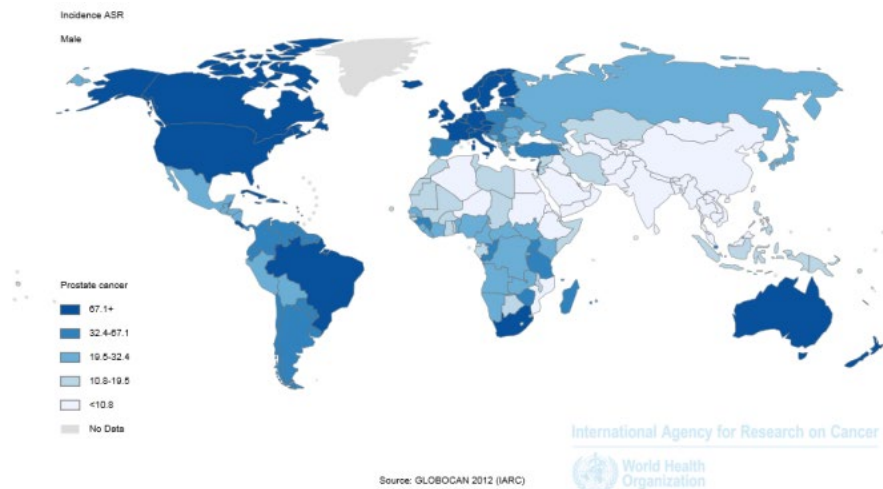 Incidence ASR
Male
Prostate cancer
67.1+
32.4-67.1
19.5-32.4
10.8-19.5
<10.8
No Data
International Agency for Research on Cancer
World Health
Organization
Source: GLOBOCAN 2012 (IARC)